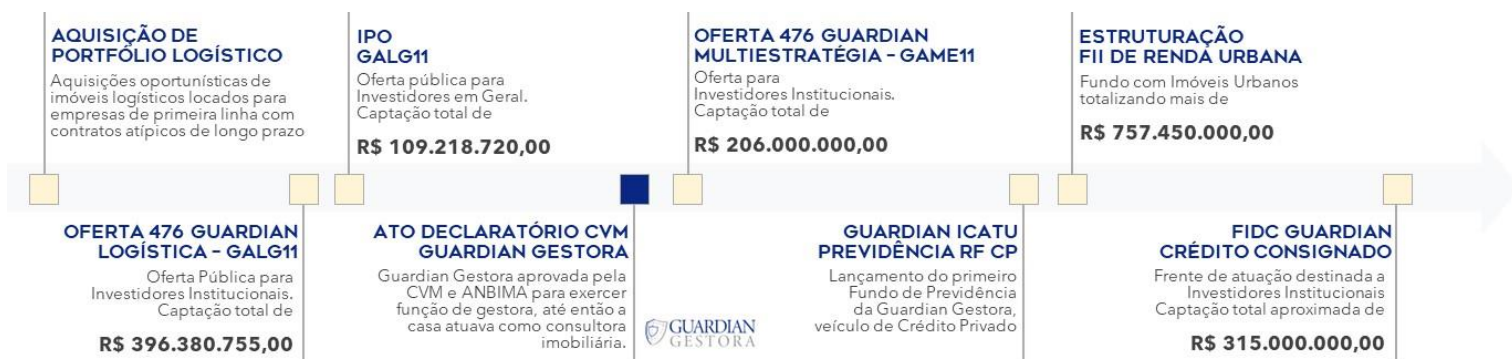 AQUISIÇÃO DE
PORTFÓLIO LOGÍSTICO
Aquisições oportunísticas de
imóveis logísticos locados para
empresas de primeira linha com
contratos atípicos de longo prazo
IPO
GALG11
Oferta pública para
Investidores em Geral.
Captação total de
R$ 109.218.720,00
OFERTA 476 GUARDIAN
MULTIESTRATÉGIA – GAME11
Oferta para
Investidores Institucionais.
Captação total de
R$ 206.000.000,00
ESTRUTURAÇÃO
FII DE RENDA URBANA
Fundo com Imóveis Urbanos
totalizando mais de
R$ 757.450.000,00
OFERTA 476 GUARDIAN
LOGÍSTICA – GALG11
Oferta Pública para
Investidores Institucionais.
Captação total de
R$ 396.380.755,00
ATO DECLARATÓRIO CVM
GUARDIAN GESTORA
Guardian Gestora aprovada pela
CVM e ANBIMA para exercer
função de gestora, até então a
casa atuava como consultora
imobiliária.
GUARDIAN
GESTORA
GUARDIAN ICATU
PREVIDÊNCIA RF CP
Lançamento do primeiro
Fundo de Previdência
da Guardian Gestora,
veículo de Crédito Privado
FIDC GUARDIAN
CRÉDITO CONSIGNADO
Frente de atuação destinada a
Investidores Institucionais
Captação total aproximada de
R$ 315.000.000,00